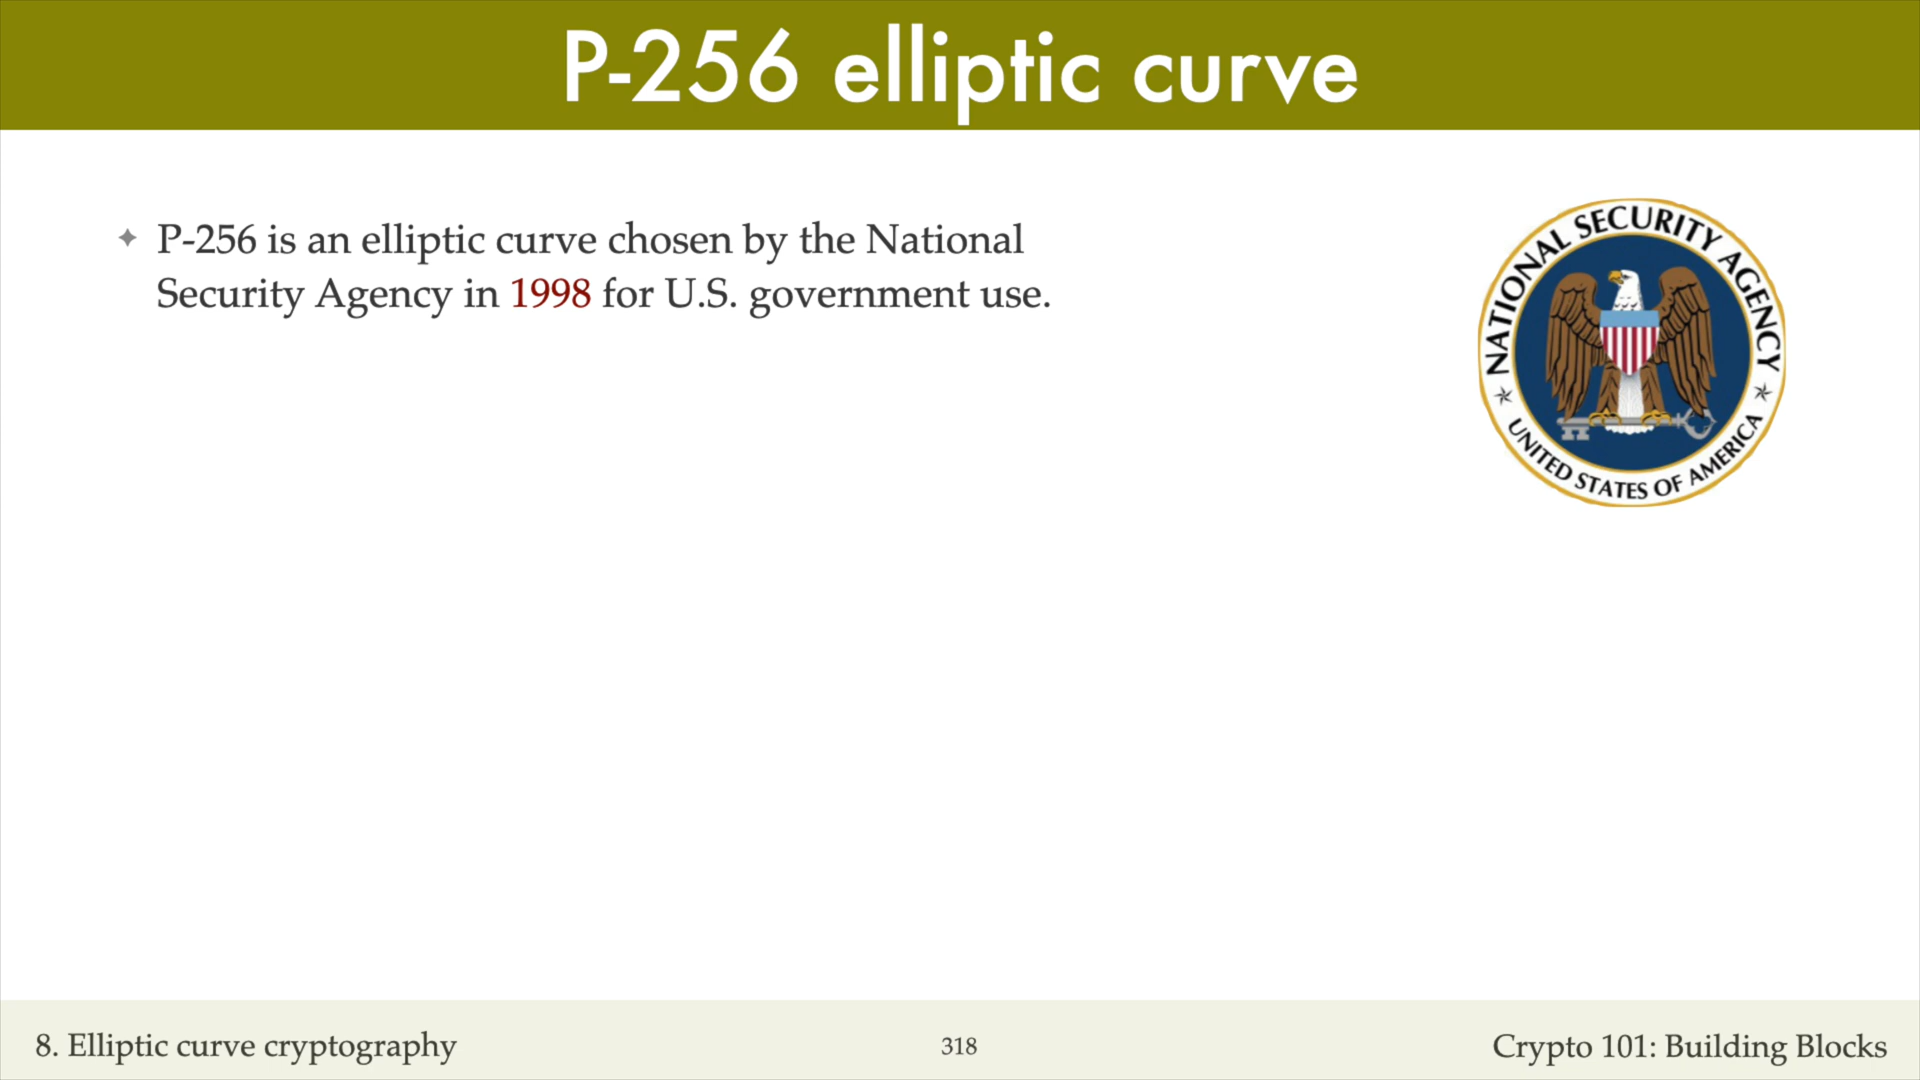 P-256 elliptic curve
P-256 is an elliptic curve chosen by the National
Security Agency in 1998 for U.S. government use.
NATIONAL SECURITY AGENCY
UNITED STATES OF AMERICA
8. Elliptic curve cryptography
318
Crypto 101: Building Blocks